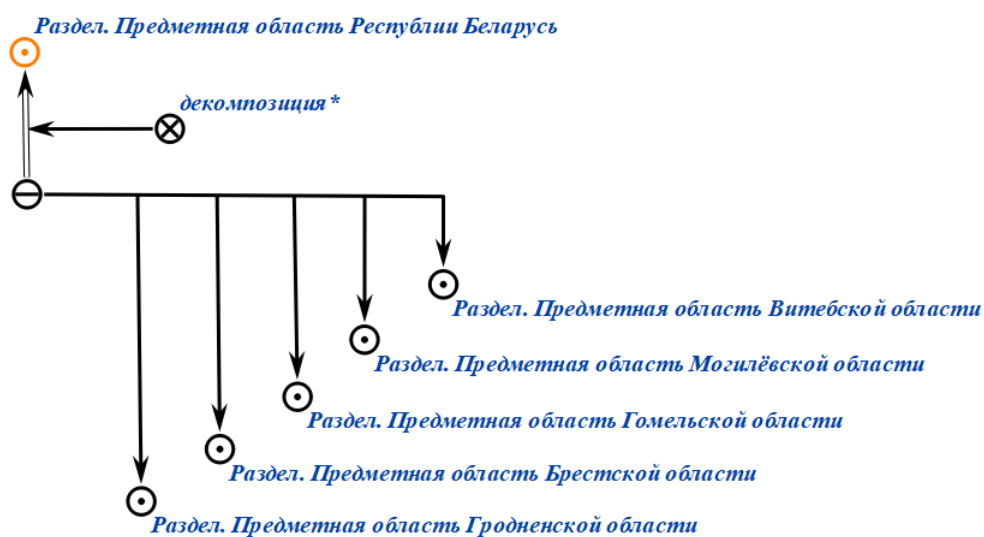 Раздел. Предметная область Республии Беларусь
декомпозиция*
Раздел. Предметная область Витебской области
Раздел. Предметная область Могилёвской области
Раздел. Предметная область Гомельской области
Раздел. Предметная область Брестской области
Раздел. Предметная область Гродненской области